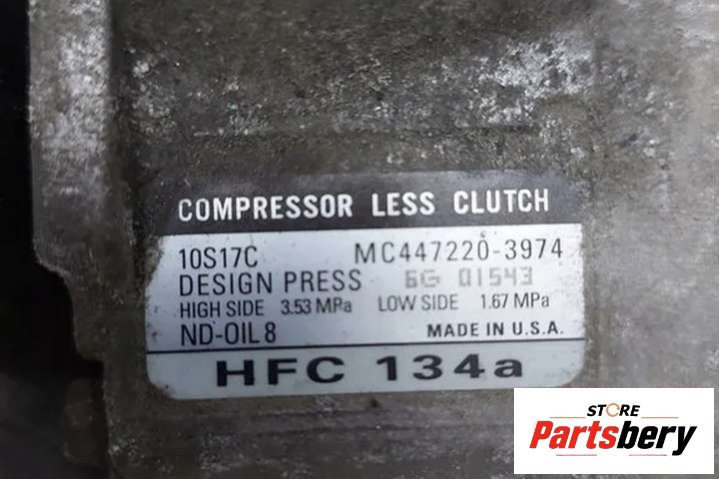 COMPRESSOR LESS CLUTCH
10S17C MC447220-3974
DESIGN PRESS 6G 01543
HIGH SIDE 3.53 MPa LOW SIDE 1.67 MPa
ND-OIL 8 MADE IN U.S.A.
HFC 134a
STORE
Partsbery